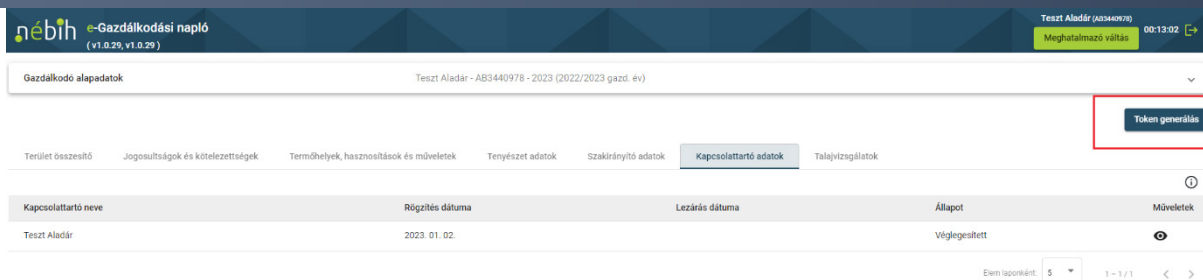 nébih e-Gazdálkodási napló
( v1.0.29, v1.0.29 )
Teszt Aladár (AB3440978)
Meghatalmazó váltás
00:13:02
Gazdálkodó alapadatok
Teszt Aladár - AB3440978 - 2023 (2022/2023 gazd. év)
Token generálás
Terület összesítő Jogosultságok és kötelezettségek Termőhelyek, hasznosítások és műveletek Tenyészet adatok Szakirányító adatok Kapcsolattartó adatok Talajvizsgálatok
Kapcsolattartó neve Rögzítés dátuma Lezárás dátuma Állapot Műveletek
Teszt Aladár 2023. 01. 02. Véglegesített
Elem laponként: 5 1 – 1 / 1